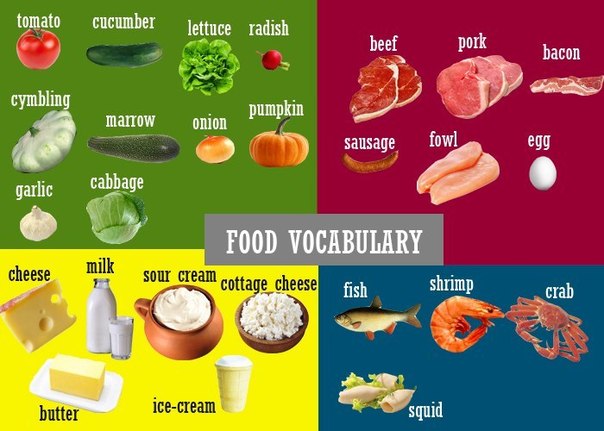 tomato
cucumber
lettuce
radish
cymbling
marrow
onion
pumpkin
garlic
cabbage
beef
pork
bacon
sausage
fowl
egg
FOOD VOCABULARY
cheese
milk
sour cream
cottage cheese
butter
ice-cream
fish
shrimp
crab
squid